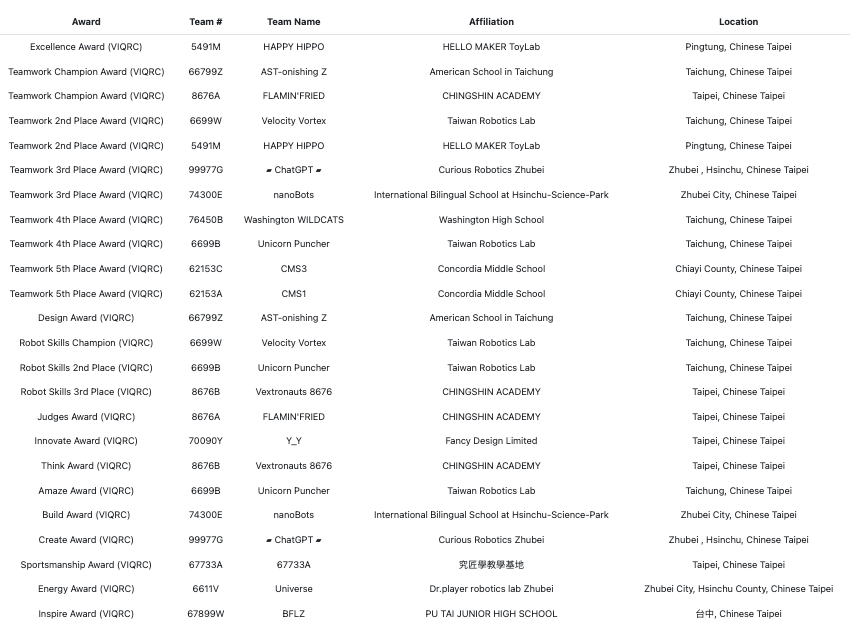 Award Team # Team Name Affiliation Location
Excellence Award (VIQRC) 5491M HAPPY HIPPO HELLO MAKER ToyLab Pingtung, Chinese Taipei
Teamwork Champion Award (VIQRC) 66799Z AST-onishing Z American School in Taichung Taichung, Chinese Taipei
Teamwork Champion Award (VIQRC) 8676A FLAMIN'FRIED CHINGSHIN ACADEMY Taipei, Chinese Taipei
Teamwork 2nd Place Award (VIQRC) 6699W Velocity Vortex Taiwan Robotics Lab Taichung, Chinese Taipei
Teamwork 2nd Place Award (VIQRC) 5491M HAPPY HIPPO HELLO MAKER ToyLab Pingtung, Chinese Taipei
Teamwork 3rd Place Award (VIQRC) 99977G ▰ ChatGPT ▰ Curious Robotics Zhubei Zhubei , Hsinchu, Chinese Taipei
Teamwork 3rd Place Award (VIQRC) 74300E nanoBots International Bilingual School at Hsinchu-Science-Park Zhubei City, Chinese Taipei
Teamwork 4th Place Award (VIQRC) 76450B Washington WILDCATS Washington High School Taichung, Chinese Taipei
Teamwork 4th Place Award (VIQRC) 6699B Unicorn Puncher Taiwan Robotics Lab Taichung, Chinese Taipei
Teamwork 5th Place Award (VIQRC) 62153C CMS3 Concordia Middle School Chiayi County, Chinese Taipei
Teamwork 5th Place Award (VIQRC) 62153A CMS1 Concordia Middle School Chiayi County, Chinese Taipei
Design Award (VIQRC) 66799Z AST-onishing Z American School in Taichung Taichung, Chinese Taipei
Robot Skills Champion (VIQRC) 6699W Velocity Vortex Taiwan Robotics Lab Taichung, Chinese Taipei
Robot Skills 2nd Place (VIQRC) 6699B Unicorn Puncher Taiwan Robotics Lab Taichung, Chinese Taipei
Robot Skills 3rd Place (VIQRC) 8676B Vextronauts 8676 CHINGSHIN ACADEMY Taipei, Chinese Taipei
Judges Award (VIQRC) 8676A FLAMIN'FRIED CHINGSHIN ACADEMY Taipei, Chinese Taipei
Innovate Award (VIQRC) 70090Y Y_Y Fancy Design Limited Taipei, Chinese Taipei
Think Award (VIQRC) 8676B Vextronauts 8676 CHINGSHIN ACADEMY Taipei, Chinese Taipei
Amaze Award (VIQRC) 6699B Unicorn Puncher Taiwan Robotics Lab Taichung, Chinese Taipei
Build Award (VIQRC) 74300E nanoBots International Bilingual School at Hsinchu-Science-Park Zhubei City, Chinese Taipei
Create Award (VIQRC) 99977G ▰ ChatGPT ▰ Curious Robotics Zhubei Zhubei , Hsinchu, Chinese Taipei
Sportsmanship Award (VIQRC) 67733A 67733A 究匠學教學基地 Taipei, Chinese Taipei
Energy Award (VIQRC) 6611V Universe Dr.player robotics lab Zhubei Zhubei City, Hsinchu County, Chinese Taipei
Inspire Award (VIQRC) 67899W BFLZ PU TAI JUNIOR HIGH SCHOOL 台中, Chinese Taipei